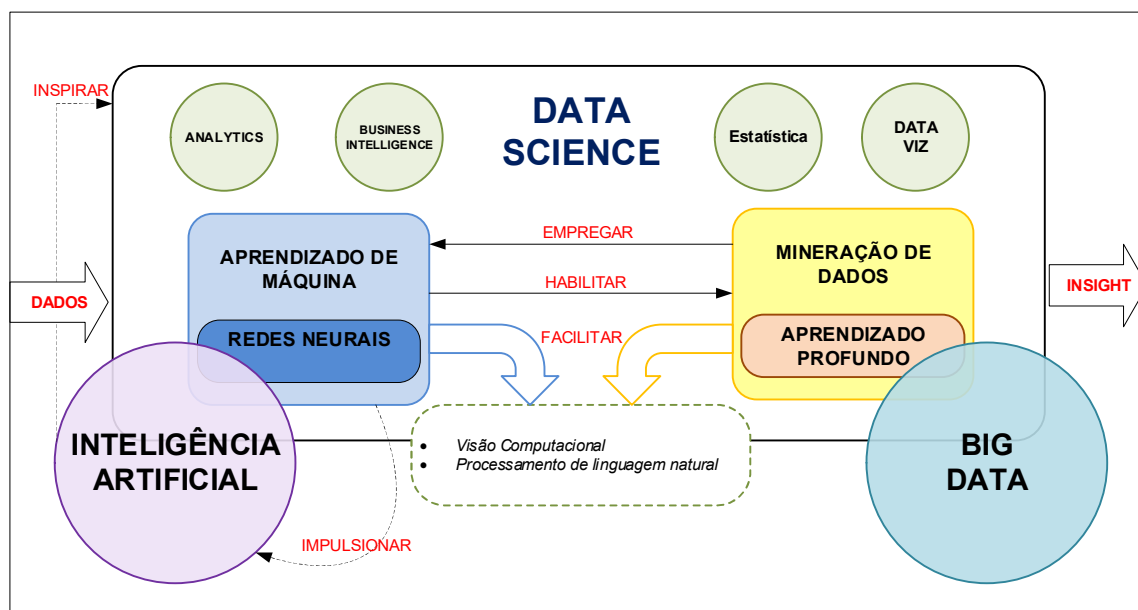 INSPIRAR
ANALYTICS
BUSINESS
INTELLIGENCE
DATA
SCIENCE
Estatística
DATA
VIZ
APRENDIZADO DE
MÁQUINA
EMPREGAR
MINERAÇÃO DE
DADOS
HABILITAR
DADOS
INSIGHT
REDES NEURAIS
FACILITAR
APRENDIZADO
PROFUNDO
INTELIGÊNCIA
ARTIFICIAL
• Visão Computacional
• Processamento de linguagem natural
BIG
DATA
IMPULSIONAR